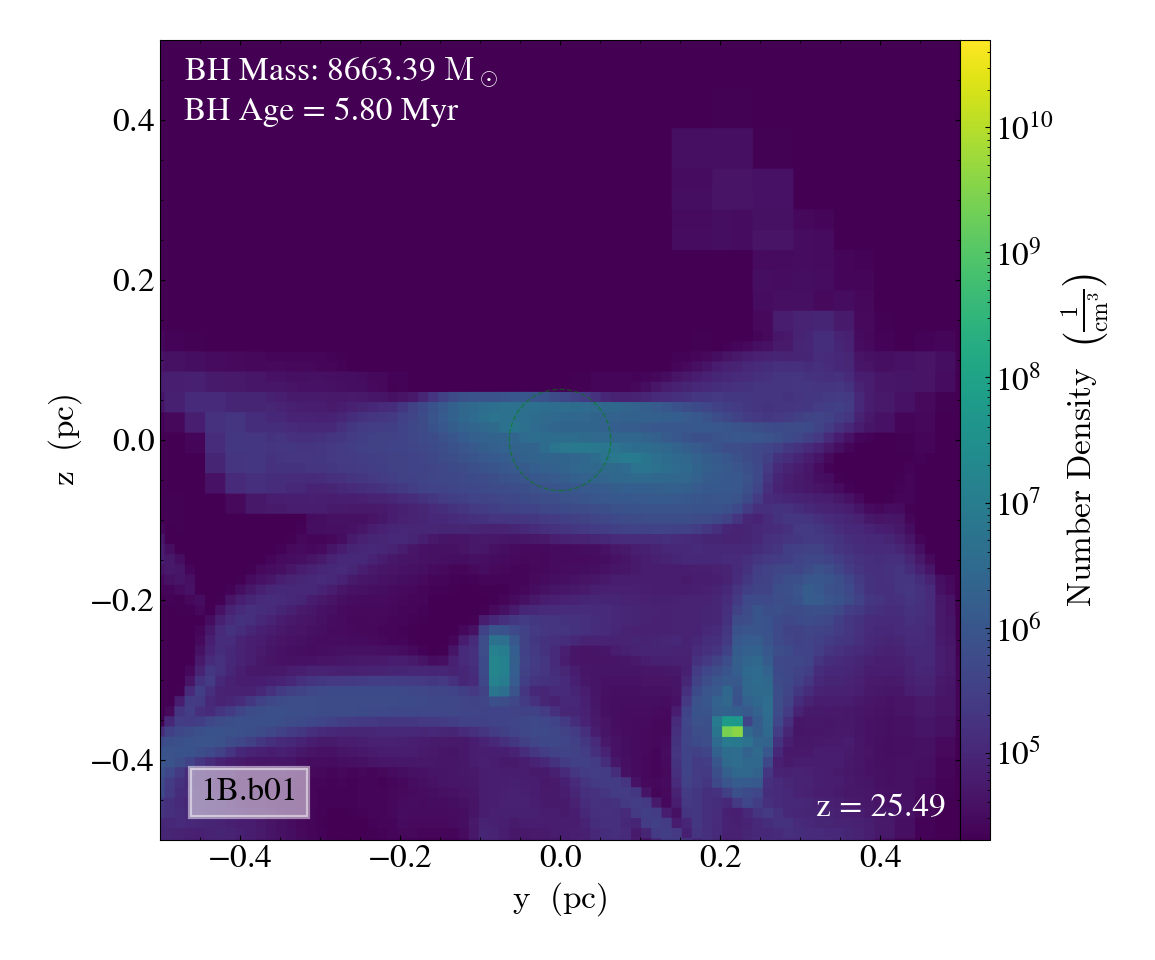 BH Mass: 8663.39 M⊙
BH Age = 5.80 Myr
0.4
0.2
0.0
−0.2
−0.4
z (pc)
1B.b01
z = 25.49
−0.4 −0.2 0.0 0.2 0.4
y (pc)
10^10
10^9
10^8
10^7
10^6
10^5
Number Density (1/cm^3)